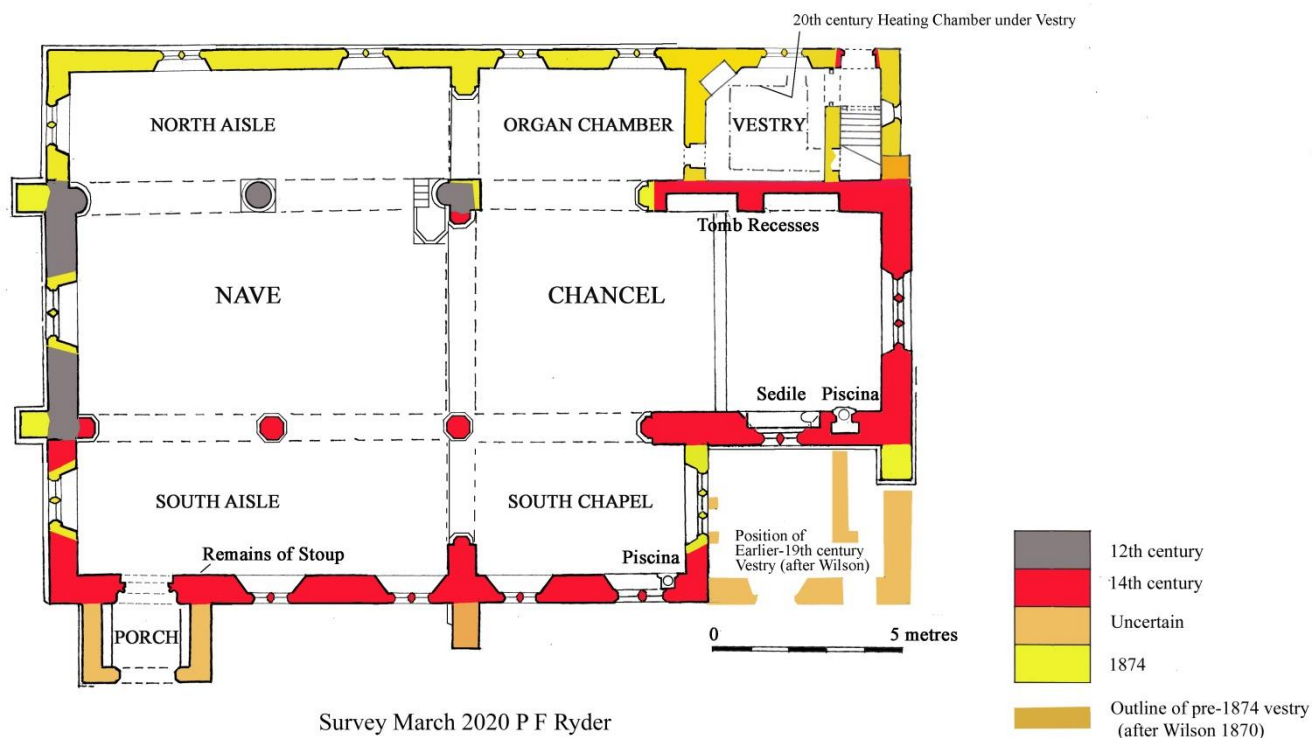 20th century Heating Chamber under Vestry
NORTH AISLE
ORGAN CHAMBER
VESTRY
Tomb Recesses
NAVE
CHANCEL
Sedile
Piscina
SOUTH AISLE
SOUTH CHAPEL
Remains of Stoup
Piscina
Position of
Earlier-19th century
Vestry (after Wilson)
PORCH
0
5 metres
12th century
14th century
Uncertain
1874
Outline of pre-1874 vestry
(after Wilson 1870)
Survey March 2020 P F Ryder